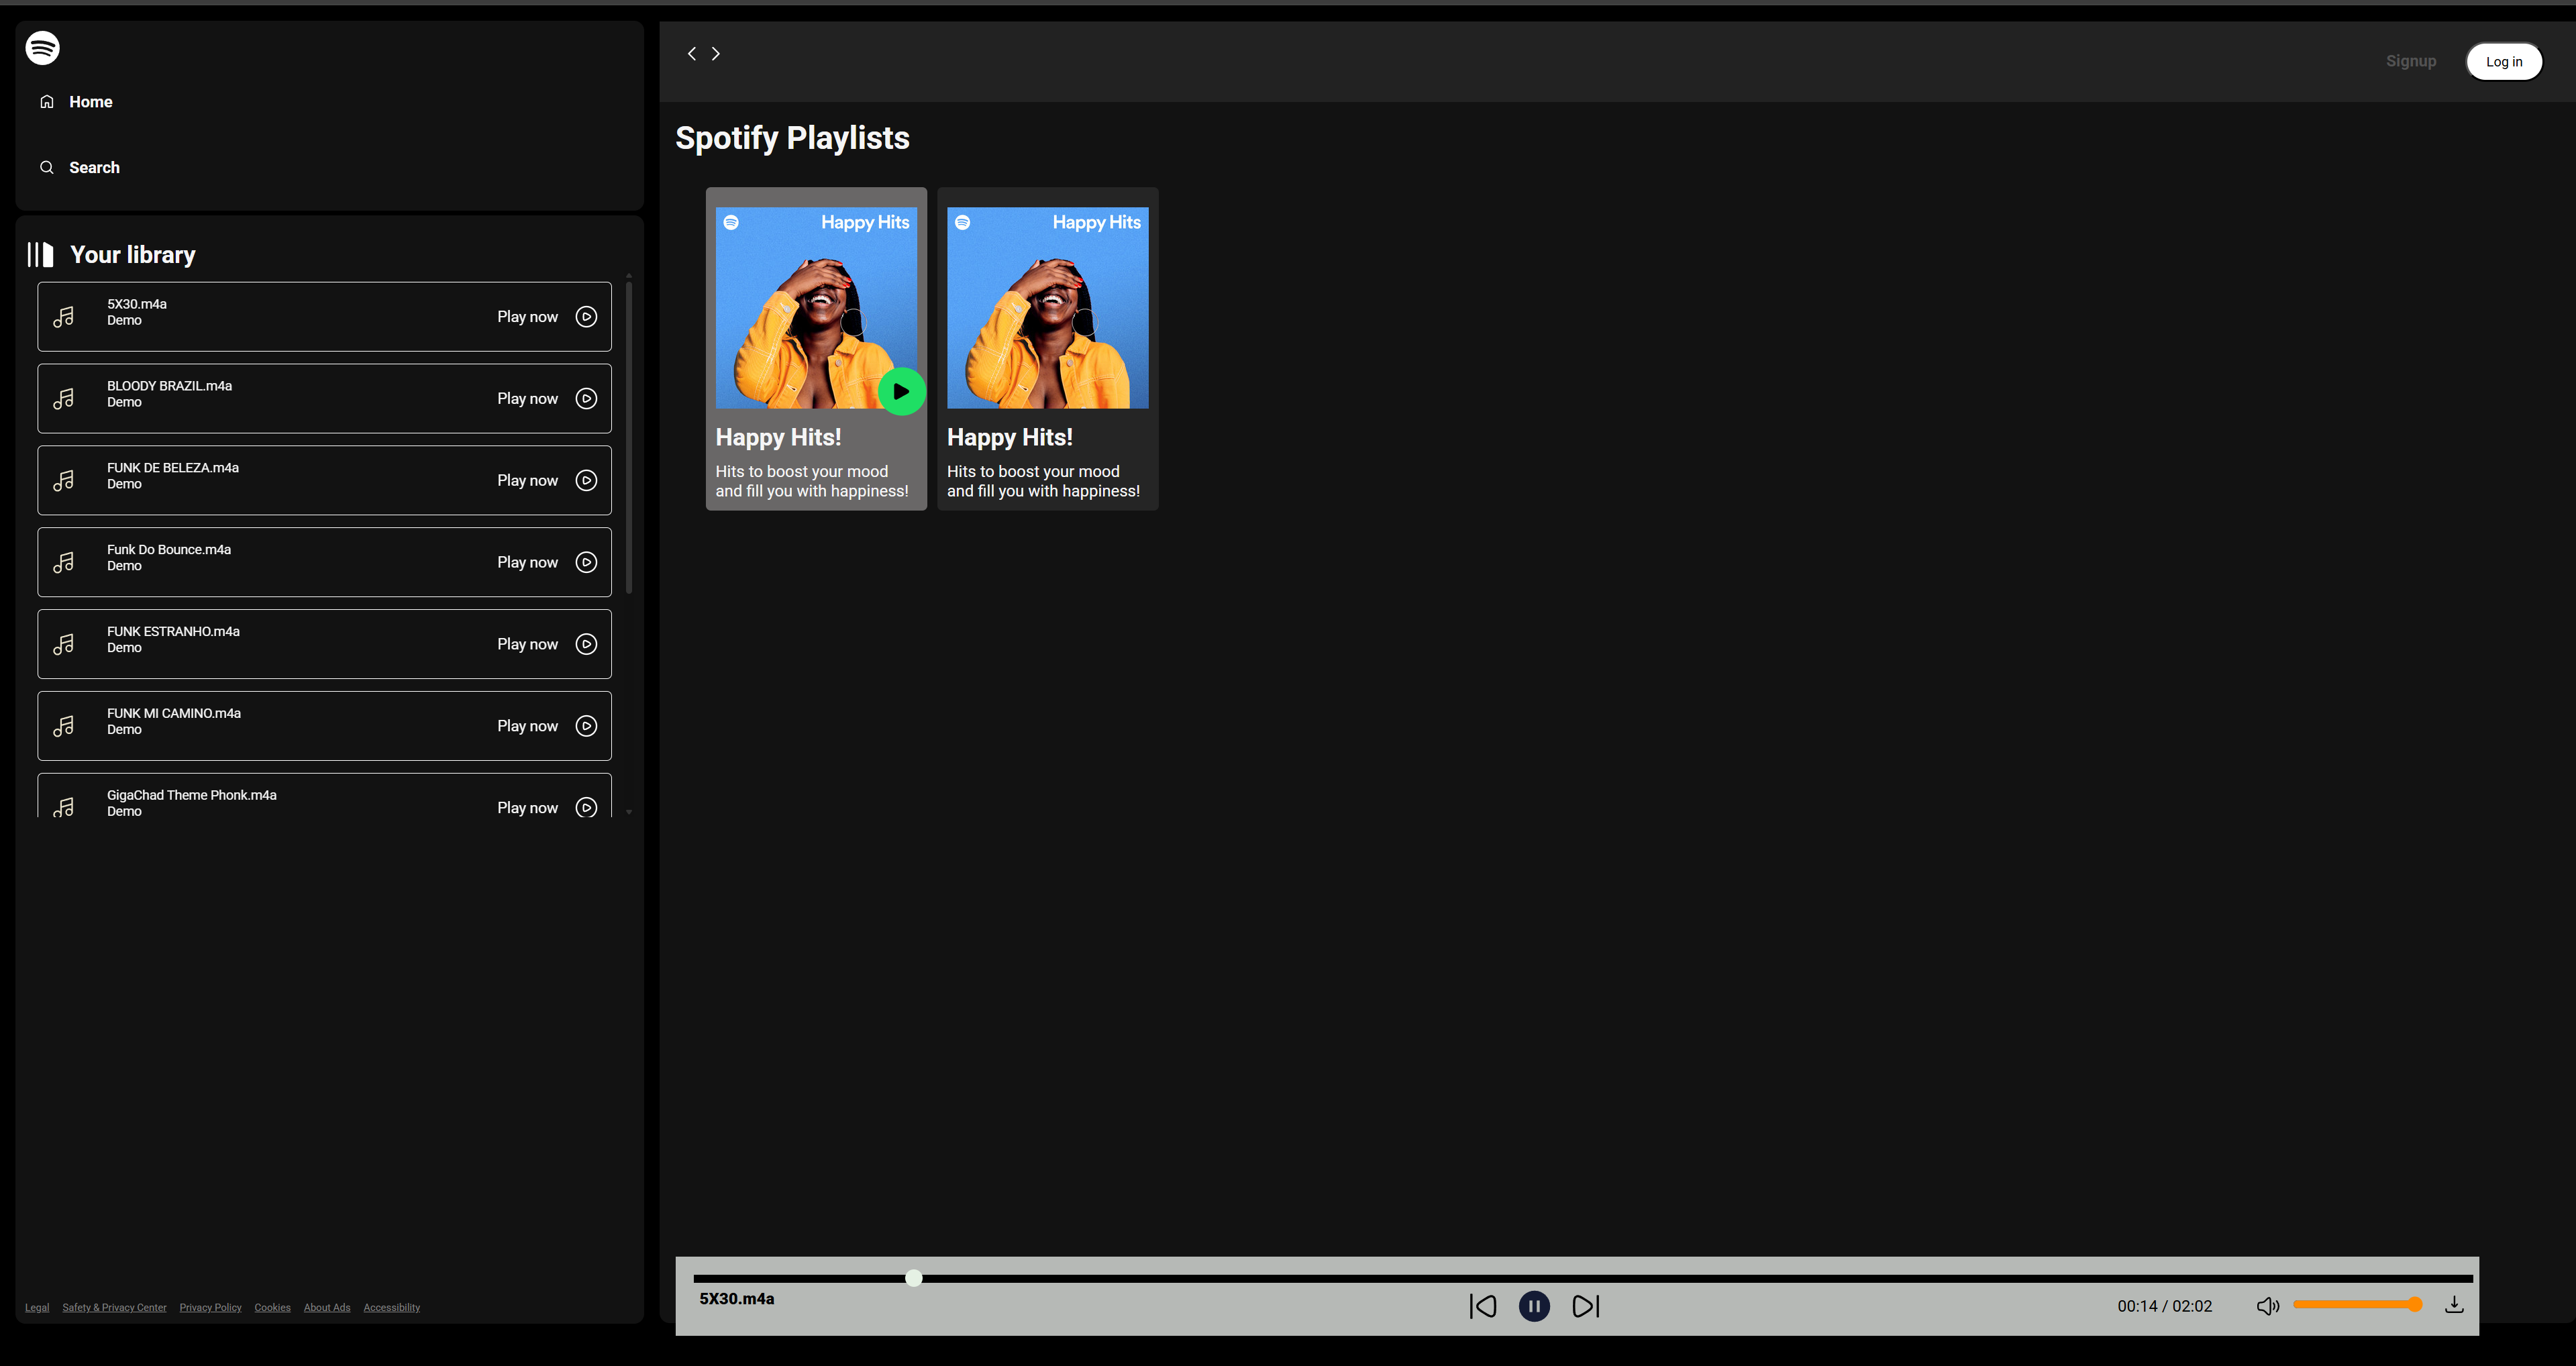 Home
Search
Your library
5X30.m4a
Demo
Play now
BLOODY BRAZIL.m4a
Demo
Play now
FUNK DE BELEZA.m4a
Demo
Play now
Funk Do Bounce.m4a
Demo
Play now
FUNK ESTRANHO.m4a
Demo
Play now
FUNK MI CAMINO.m4a
Demo
Play now
GigaChad Theme Phonk.m4a
Demo
Play now
Legal Safety & Privacy Center Privacy Policy Cookies About Ads Accessibility
Signup Log in
Spotify Playlists
Happy Hits
Happy Hits!
Hits to boost your mood
and fill you with happiness!
Happy Hits
Happy Hits!
Hits to boost your mood
and fill you with happiness!
5X30.m4a
00:14 / 02:02